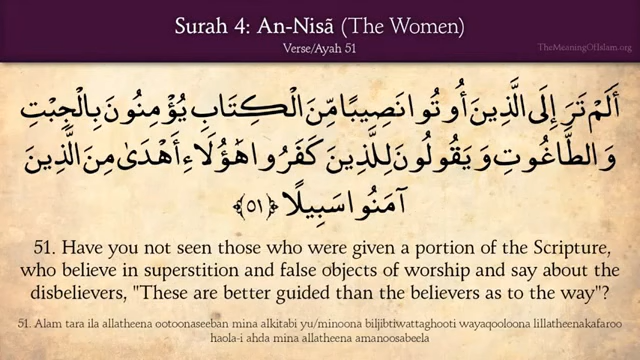 Surah 4: An-Nisã (The Women)
Verse/Ayah 51
TheMeaningOfIslam.org
أَلَمْ تَرَ إِلَى الَّذِينَ أُوتُوا نَصِيبًا مِّنَ الْكِتَابِ يُؤْمِنُونَ بِالْجِبْتِ
وَالطَّاغُوتِ وَيَقُولُونَ لِلَّذِينَ كَفَرُوا هَٰؤُلَاءِ أَهْدَىٰ مِنَ الَّذِينَ
آمَنُوا سَبِيلًا ﴿٥١﴾
51. Have you not seen those who were given a portion of the Scripture,
who believe in superstition and false objects of worship and say about the
disbelievers, "These are better guided than the believers as to the way"?
51. Alam tara ila allatheena ootoonaseeban mina alkitabi yu/minoona biljibtiwattaghooti wayaqooloona lillatheenakafaroo
haola-i ahda mina allatheena amanoosabeela